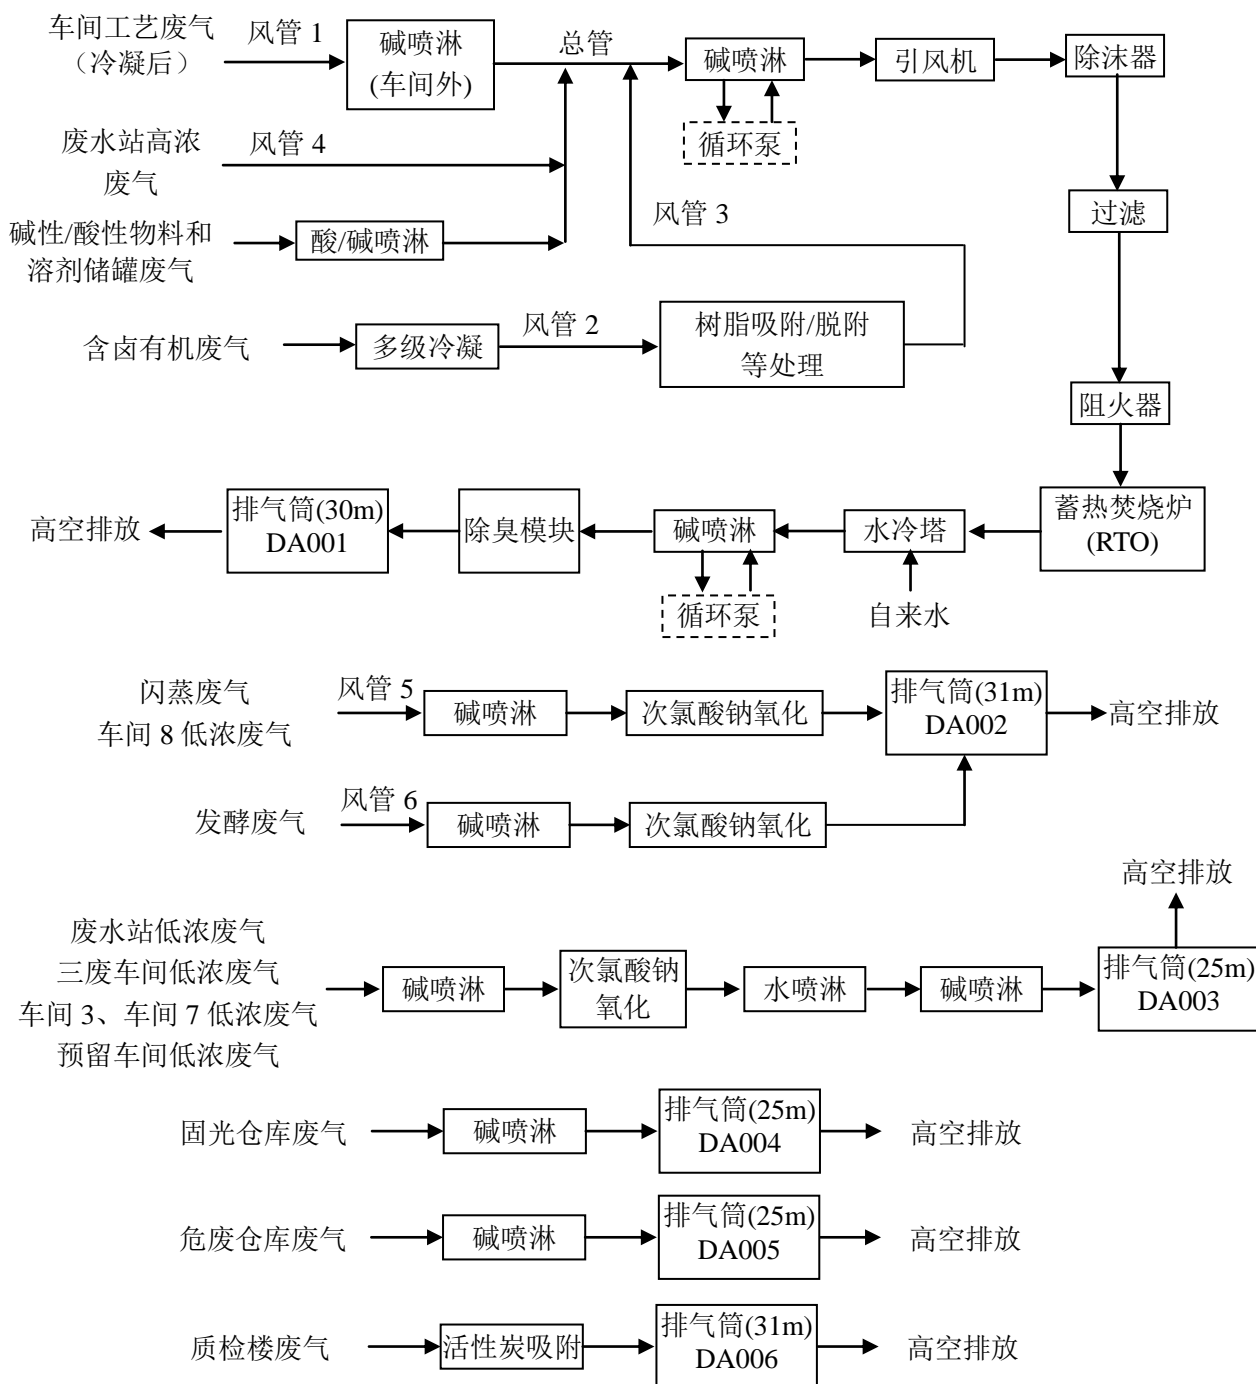 车间工艺废气
（冷凝后）
风管 1
碱喷淋
(车间外)
总管
碱喷淋
循环泵
引风机
除沫器
废水站高浓
废气
风管 4
风管 3
过滤
碱性/酸性物料和
溶剂储罐废气
酸/碱喷淋
含卤有机废气
多级冷凝
风管 2
树脂吸附/脱附
等处理
阻火器
高空排放
排气筒(30m)
DA001
除臭模块
碱喷淋
循环泵
水冷塔
自来水
蓄热焚烧炉
(RTO)
闪蒸废气
车间 8 低浓废气
风管 5
碱喷淋
次氯酸钠氧化
排气筒(31m)
DA002
高空排放
发酵废气
风管 6
碱喷淋
次氯酸钠氧化
高空排放
废水站低浓废气
三废车间低浓废气
车间 3、车间 7 低浓废气
预留车间低浓废气
碱喷淋
次氯酸钠
氧化
水喷淋
碱喷淋
排气筒(25m)
DA003
固光仓库废气
碱喷淋
排气筒(25m)
DA004
高空排放
危废仓库废气
碱喷淋
排气筒(25m)
DA005
高空排放
质检楼废气
活性炭吸附
排气筒(31m)
DA006
高空排放